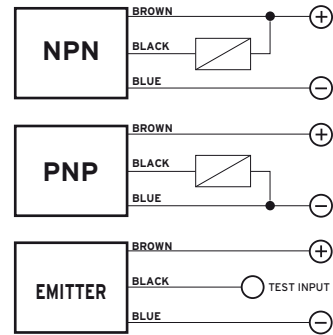 BROWN
NPN
BLACK
BLUE
BROWN
PNP
BLACK
BLUE
BROWN
EMITTER
BLACK
TEST INPUT
BLUE